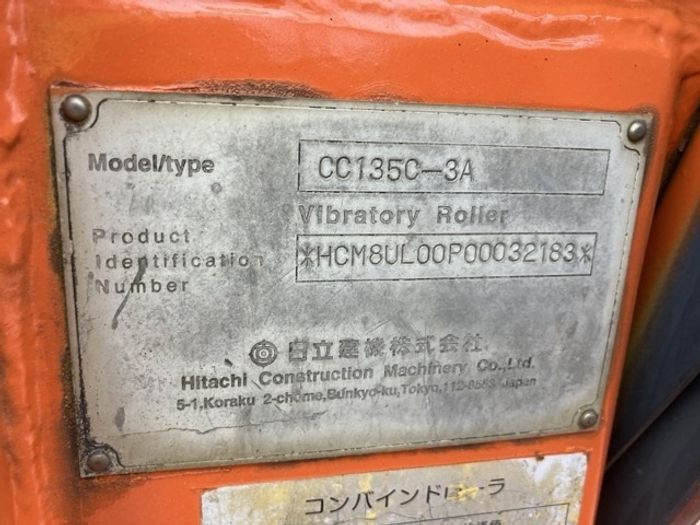 Model/type
CC135C-3A
Vibratory Roller
Product
Identification
Number
*HCM8UL00P00032183*
日立建機株式会社
Hitachi Construction Machinery Co.,Ltd.
5-1,Koraku 2-chome,Bunkyo-ku,Tokyo,112-8563 Japan
コンバインドローラ